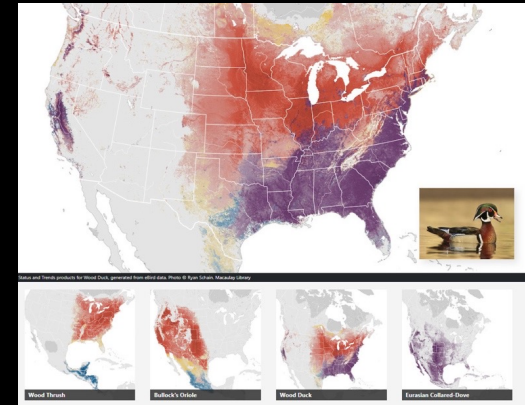 Status and Trends products for Wood Duck, generated from eBird data. Photo © Ryan Schain, Macaulay Library
Wood Thrush
Bullock's Oriole
Wood Duck
Eurasian Collared-Dove